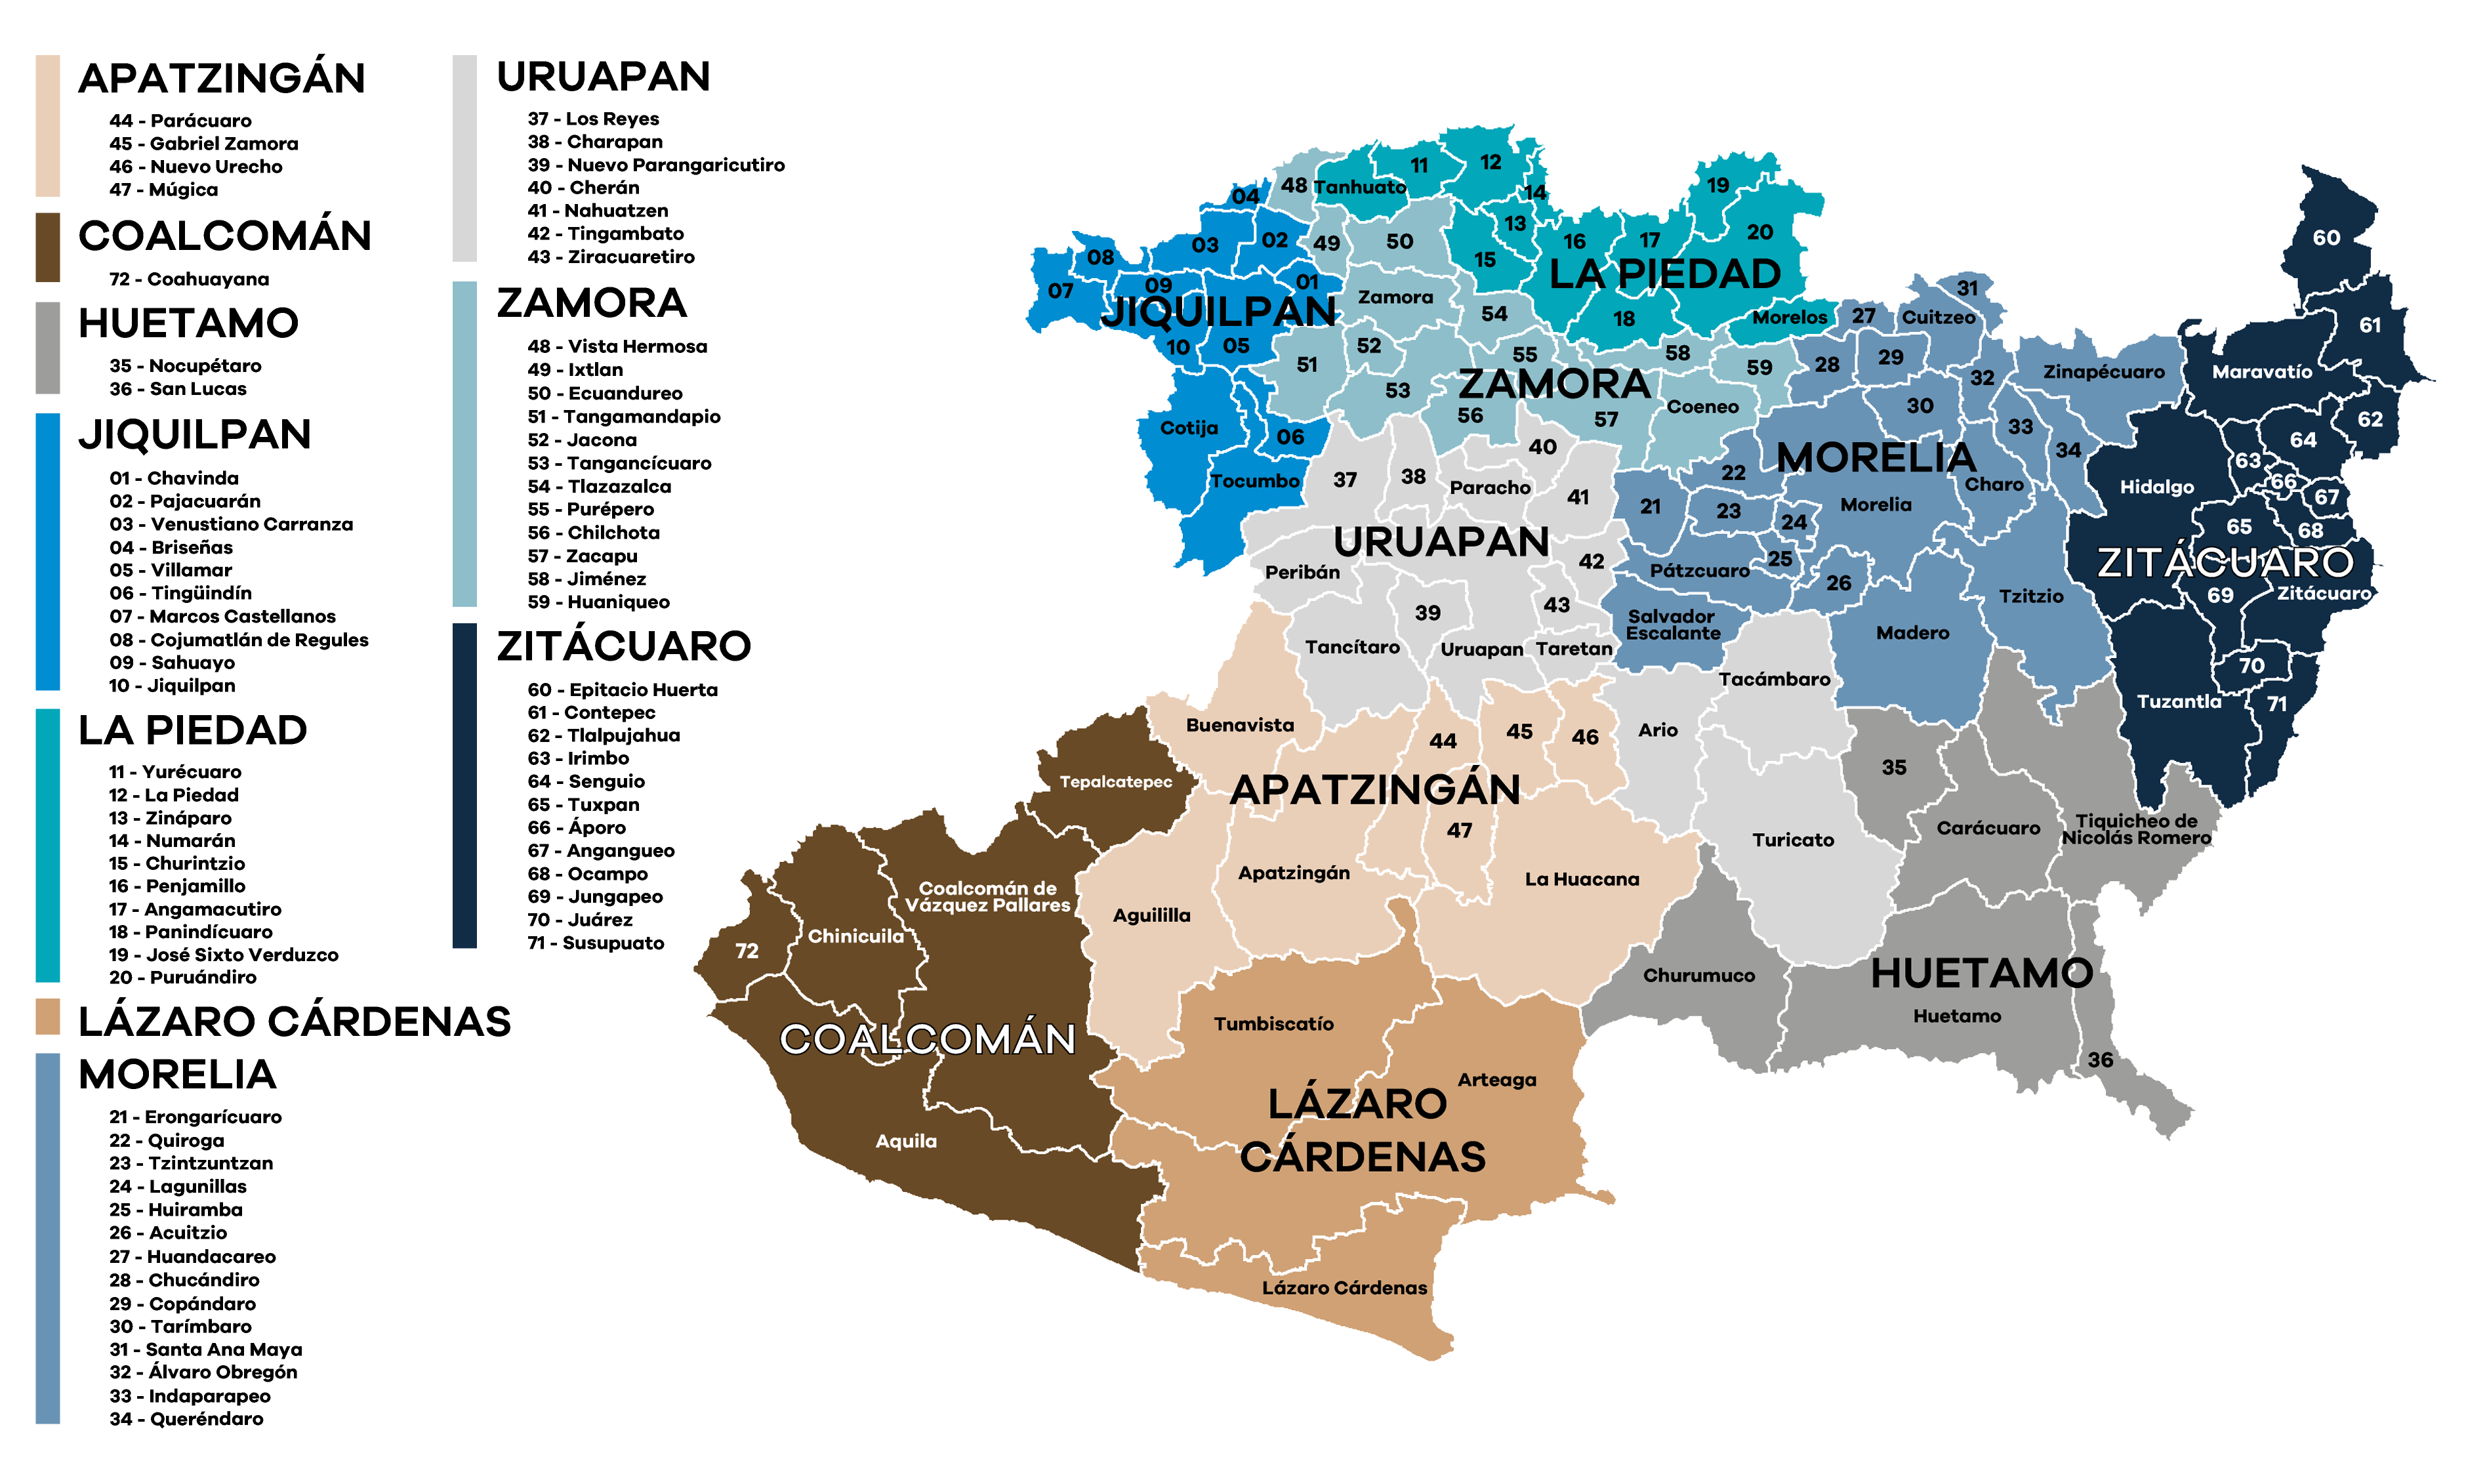 APATZINGÁN
44 - Parácuaro
45 - Gabriel Zamora
46 - Nuevo Urecho
47 - Múgica
COALCOMÁN
72 - Coahuayana
HUETAMO
35 - Nocupétaro
36 - San Lucas
JIQUILPAN
01 - Chavinda
02 - Pajacuarán
03 - Venustiano Carranza
04 - Briseñas
05 - Villamar
06 - Tingüindín
07 - Marcos Castellanos
08 - Cojumatlán de Regules
09 - Sahuayo
10 - Jiquilpan
LA PIEDAD
11 - Yurécuaro
12 - La Piedad
13 - Zináparo
14 - Numarán
15 - Churintzio
16 - Penjamillo
17 - Angamacutiro
18 - Panindícuaro
19 - José Sixto Verduzco
20 - Puruándiro
LÁZARO CÁRDENAS
MORELIA
21 - Erongarícuaro
22 - Quiroga
23 - Tzintzuntzan
24 - Lagunillas
25 - Huiramba
26 - Acuitzio
27 - Huandacareo
28 - Chucándiro
29 - Copándaro
30 - Tarímbaro
31 - Santa Ana Maya
32 - Álvaro Obregón
33 - Indaparapeo
34 - Queréndaro
URUAPAN
37 - Los Reyes
38 - Charapan
39 - Nuevo Parangaricutiro
40 - Cherán
41 - Nahuatzen
42 - Tingambato
43 - Ziracuaretiro
ZAMORA
48 - Vista Hermosa
49 - Ixtlan
50 - Ecuandureo
51 - Tangamandapio
52 - Jacona
53 - Tangancícuaro
54 - Tlazazalca
55 - Purépero
56 - Chilchota
57 - Zacapu
58 - Jiménez
59 - Huaniqueo
ZITÁCUARO
60 - Epitacio Huerta
61 - Contepec
62 - Tlalpujahua
63 - Irimbo
64 - Senguio
65 - Tuxpan
66 - Áporo
67 - Angangueo
68 - Ocampo
69 - Jungapeo
70 - Juárez
71 - Susupuato
04
48
Tanhuato
11
12
14
19
03
02
49
50
13
15
16
17
20
60
08
07
09
01
JIQUILPAN
Zamora
54
LA PIEDAD
18
Morelos
27
31
Cuitzeo
61
10
05
51
52
55
58
59
28
29
32
Zinapécuaro
Maravatío
53
ZAMORA
56
57
Coeneo
30
33
34
62
64
63
66
67
Cotija
06
Tocumbo
37
38
40
Paracho
41
22
MORELIA
Morelia
Charo
Hidalgo
21
23
24
65
68
URUAPAN
42
25
Pátzcuaro
26
ZITÁCUARO
69
Zitácuaro
Peribán
39
43
Salvador
Escalante
Tzitzio
Madero
Tancítaro
Uruapan
Taretan
Tacámbaro
70
Tuzantla
71
Buenavista
44
45
46
Ario
35
Tepalcatepec
APATZINGÁN
47
Turicato
Carácuaro
Tiquicheo de
Nicolás Romero
Apatzingán
La Huacana
Coalcomán de
Vázquez Pallares
Aguililla
Chinicuila
72
Churumuco
HUETAMO
Huetamo
36
COALCOMÁN
Tumbiscatío
Arteaga
LÁZARO
CÁRDENAS
Aquila
Lázaro Cárdenas